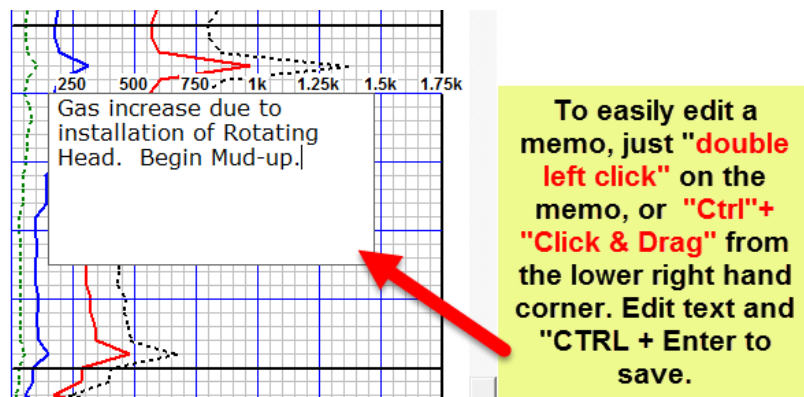 250 500 750 1k 1.25k 1.5k 1.75k
Gas increase due to
installation of Rotating
Head.  Begin Mud-up.
To easily edit a
memo, just "double
left click" on the
memo, or "Ctrl"+
"Click & Drag" from
the lower right hand
corner. Edit text and
"CTRL + Enter to
save.